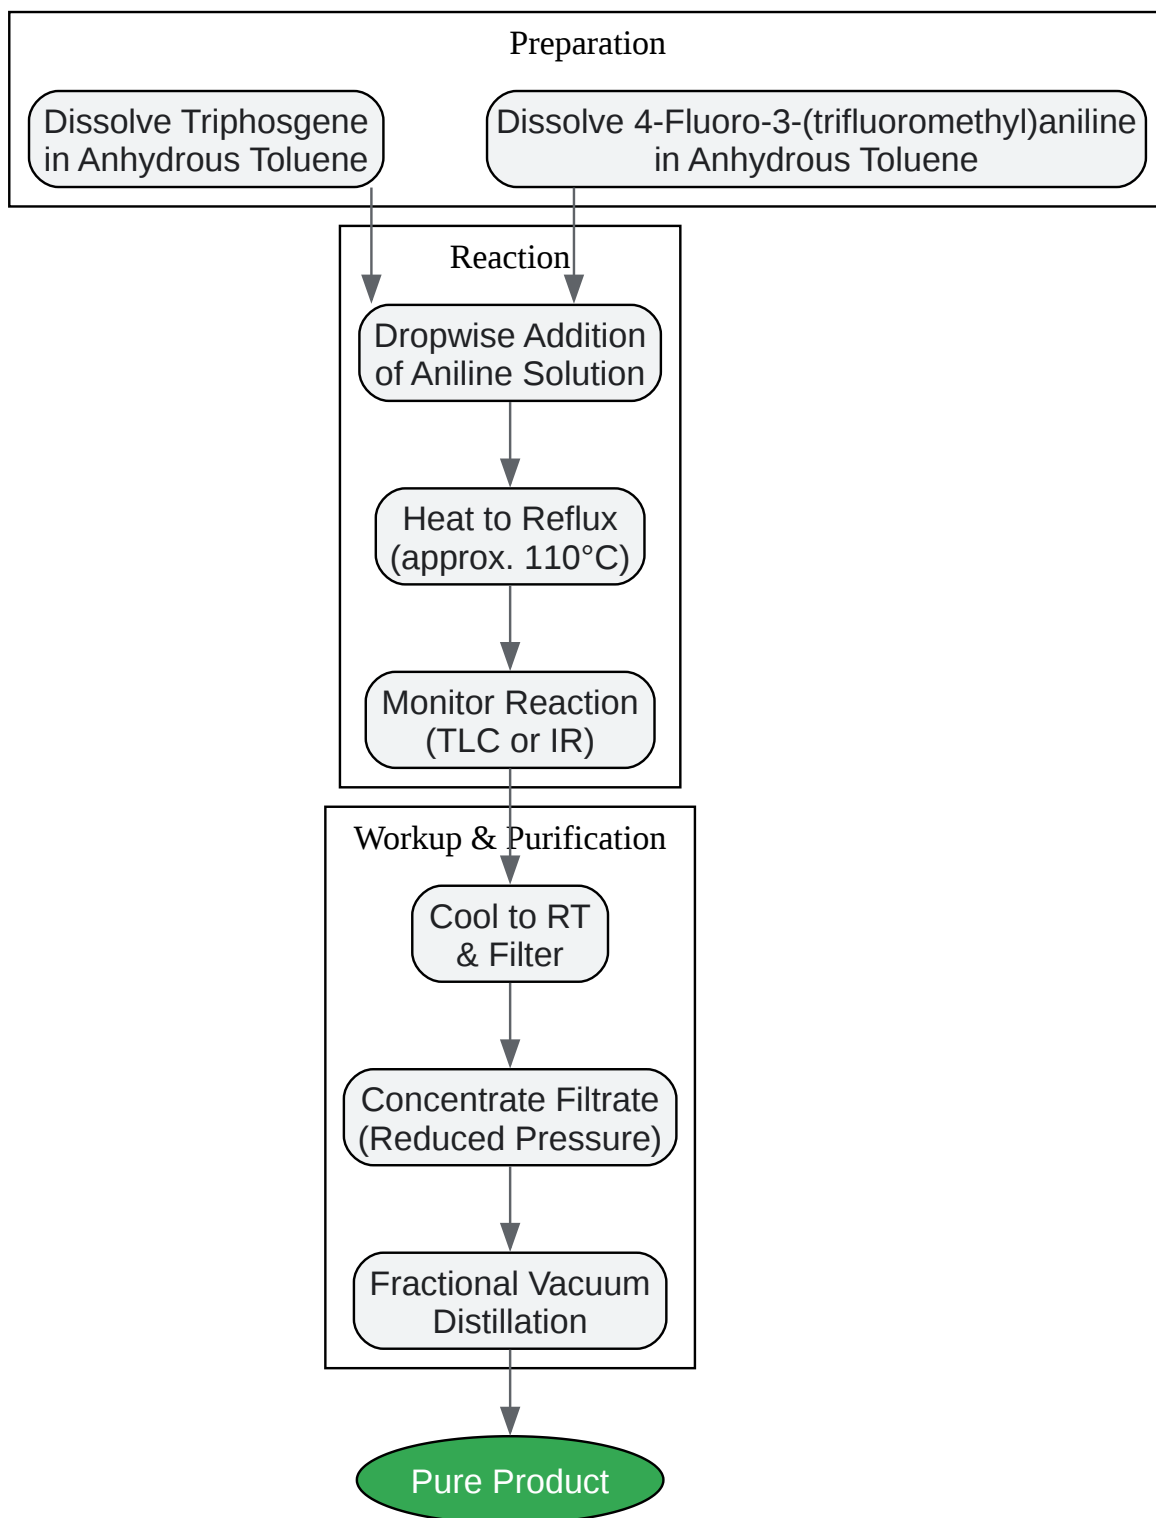 Preparation
Dissolve Triphosgene
in Anhydrous Toluene
Dissolve 4-Fluoro-3-(trifluoromethyl)aniline
in Anhydrous Toluene
Reaction
Dropwise Addition
of Aniline Solution
Heat to Reflux
(approx. 110°C)
Monitor Reaction
(TLC or IR)
Workup & Purification
Cool to RT
& Filter
Concentrate Filtrate
(Reduced Pressure)
Fractional Vacuum
Distillation
Pure Product